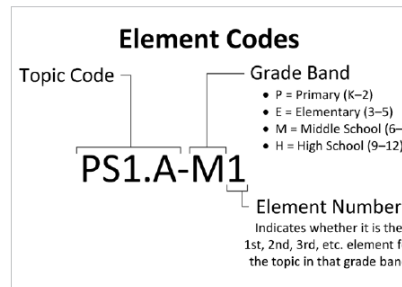 Element Codes
Topic Code
Grade Band
• P = Primary (K–2)
• E = Elementary (3–5)
• M = Middle School (6–
• H = High School (9–12)
PS1.A-M1
Element Number
Indicates whether it is the
1st, 2nd, 3rd, etc. element f
the topic in that grade ban